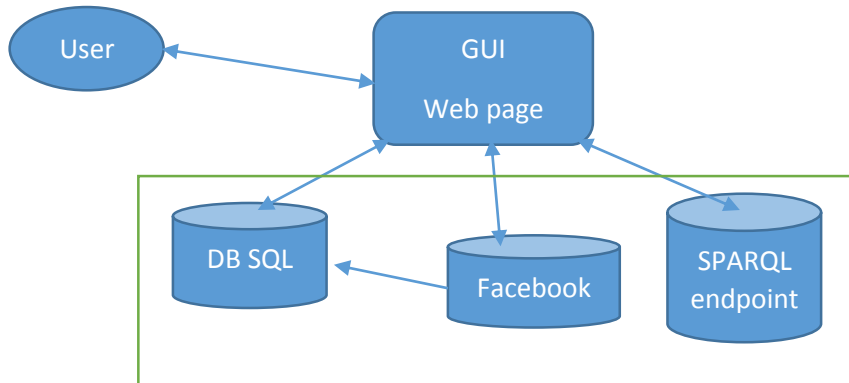 User
GUI
Web page
DB SQL
Facebook
SPARQL
endpoint